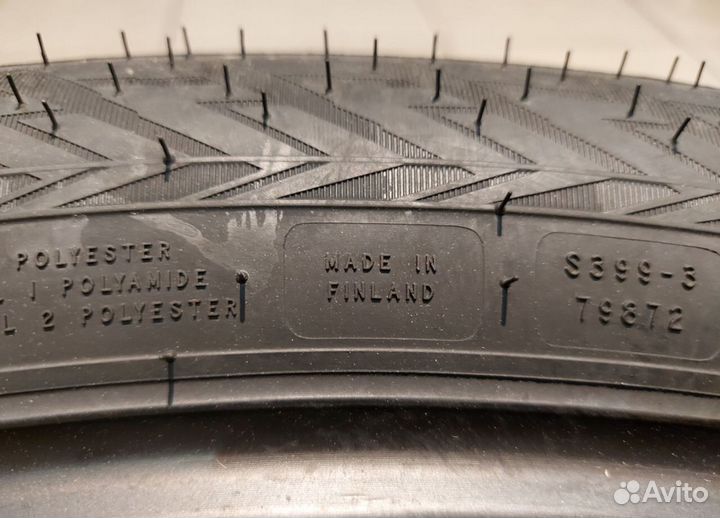 POLYESTER
1 POLYAMIDE
L 2 POLYESTER
MADE IN
FINLAND
S399-3
79872
Avito